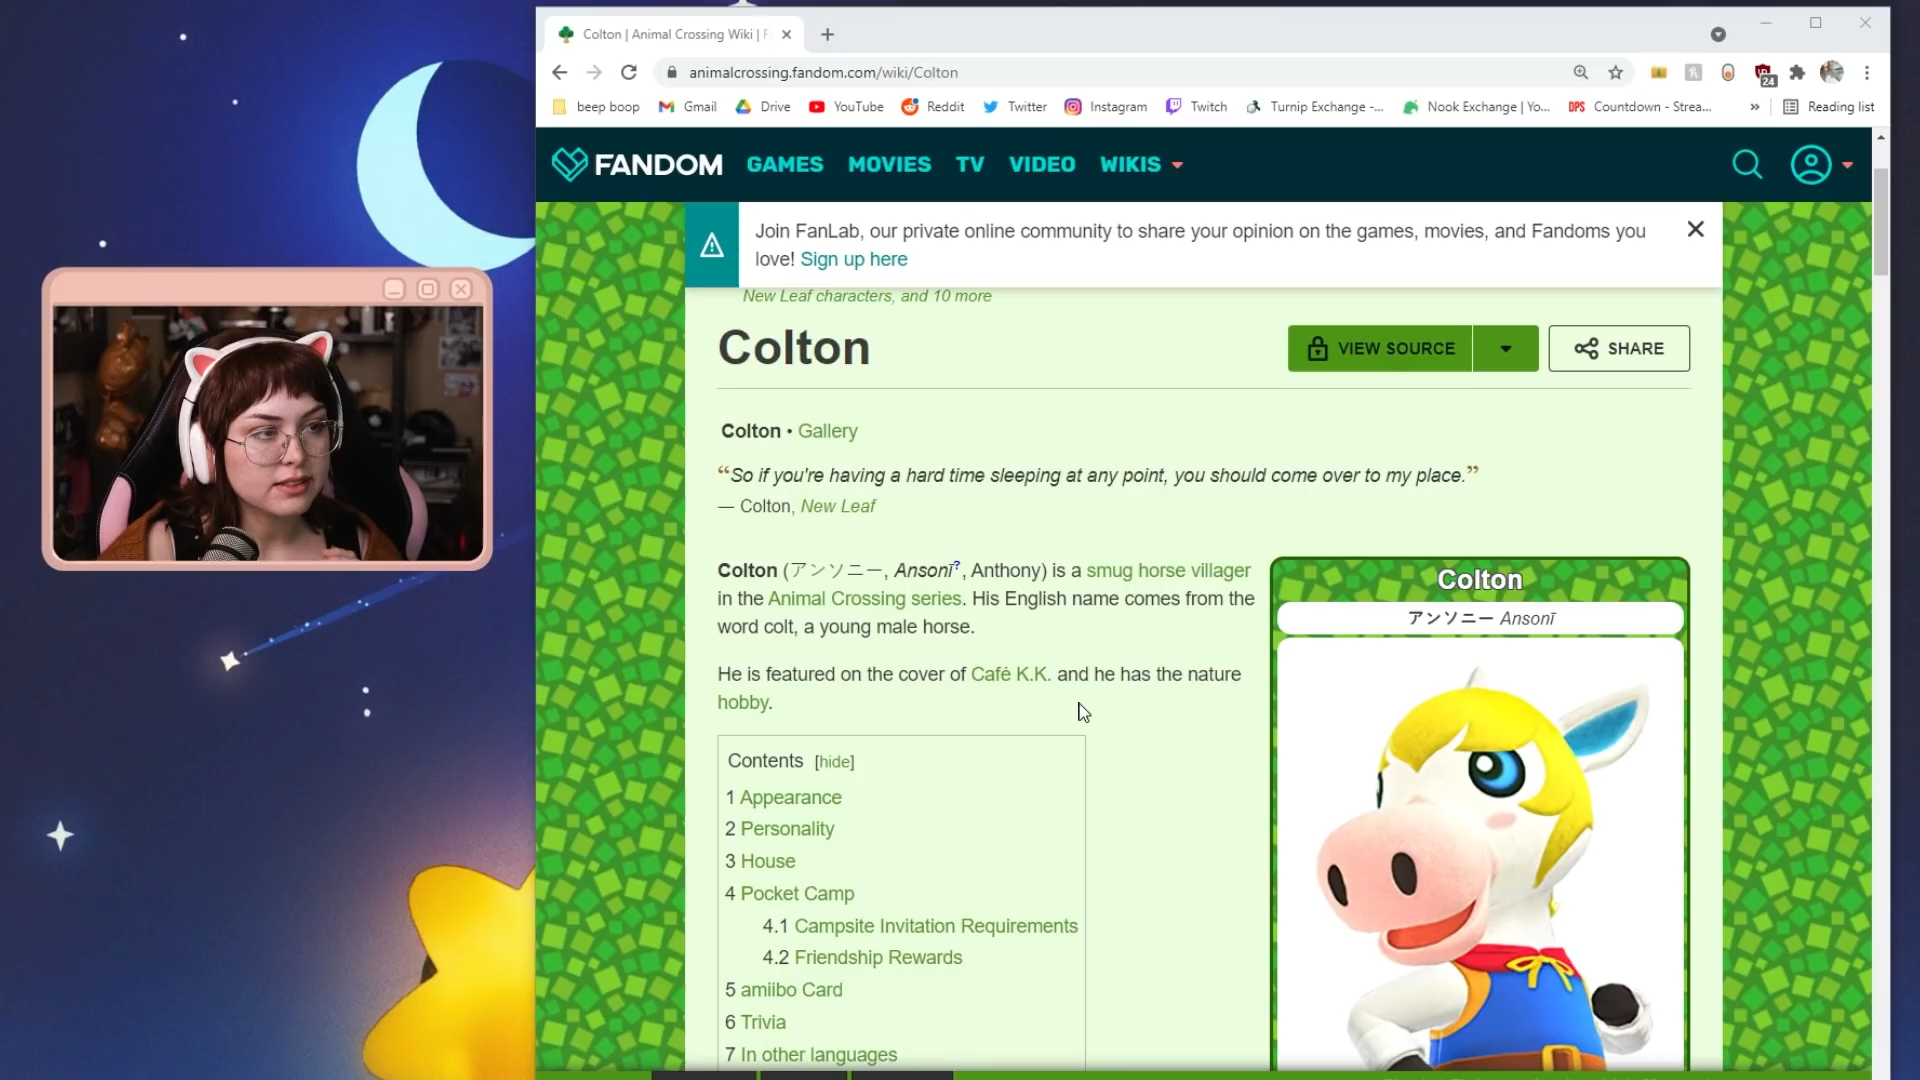 Colton | Animal Crossing Wiki | F
animalcrossing.fandom.com/wiki/Colton
24
beep boop Gmail Drive YouTube Reddit Twitter Instagram Twitch Turnip Exchange -... Nook Exchange | Yo... DPS Countdown - Strea... » Reading list
FANDOM GAMES MOVIES TV VIDEO WIKIS
Join FanLab, our private online community to share your opinion on the games, movies, and Fandoms you
love! Sign up here
New Leaf characters, and 10 more
Colton
VIEW SOURCE
SHARE
Colton • Gallery
“So if you're having a hard time sleeping at any point, you should come over to my place.”
— Colton, New Leaf
Colton (アンソニー, Ansonī?, Anthony) is a smug horse villager
in the Animal Crossing series. His English name comes from the
word colt, a young male horse.
He is featured on the cover of Café K.K. and he has the nature
hobby.
Contents [hide]
1 Appearance
2 Personality
3 House
4 Pocket Camp
4.1 Campsite Invitation Requirements
4.2 Friendship Rewards
5 amiibo Card
6 Trivia
7 In other languages
Colton
アンソニー Ansonī